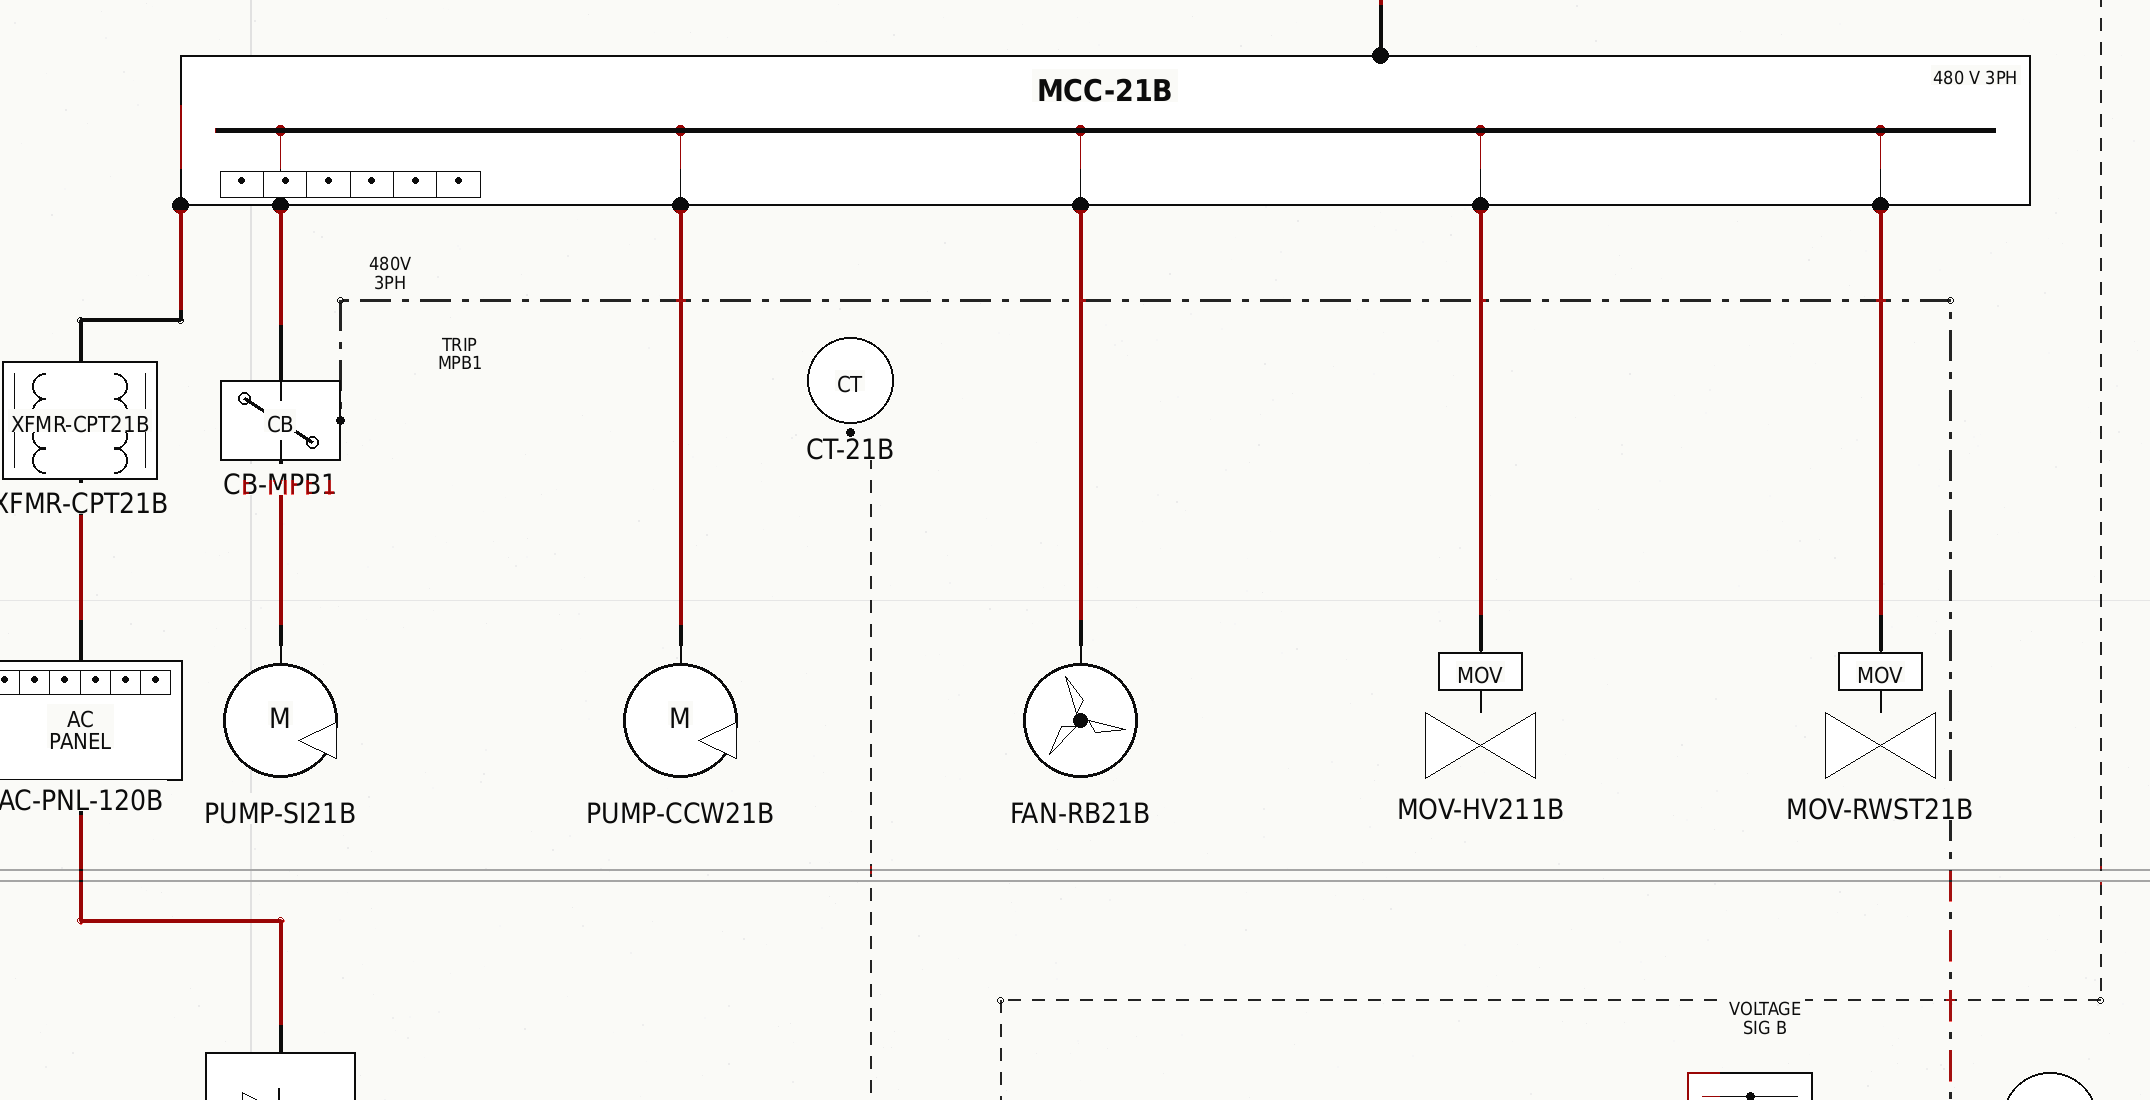 MCC-21B
480 V 3PH
480V
3PH
TRIP
MPB1
CT
CT-21B
XFMR-CPT21B
CB
XFMR-CPT21B
CB-MPB1
MOV
MOV
AC
PANEL
M
M
AC-PNL-120B
PUMP-SI21B
PUMP-CCW21B
FAN-RB21B
MOV-HV211B
MOV-RWST21B
VOLTAGE
SIG B